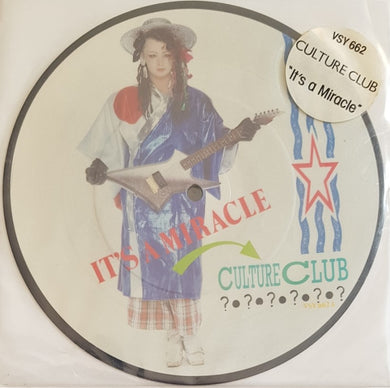 VSY 662
CULTURE CLUB
"It's a Miracle"
IT'S A MIRACLE
CULTURE CLUB
?•?•?•?•?•?